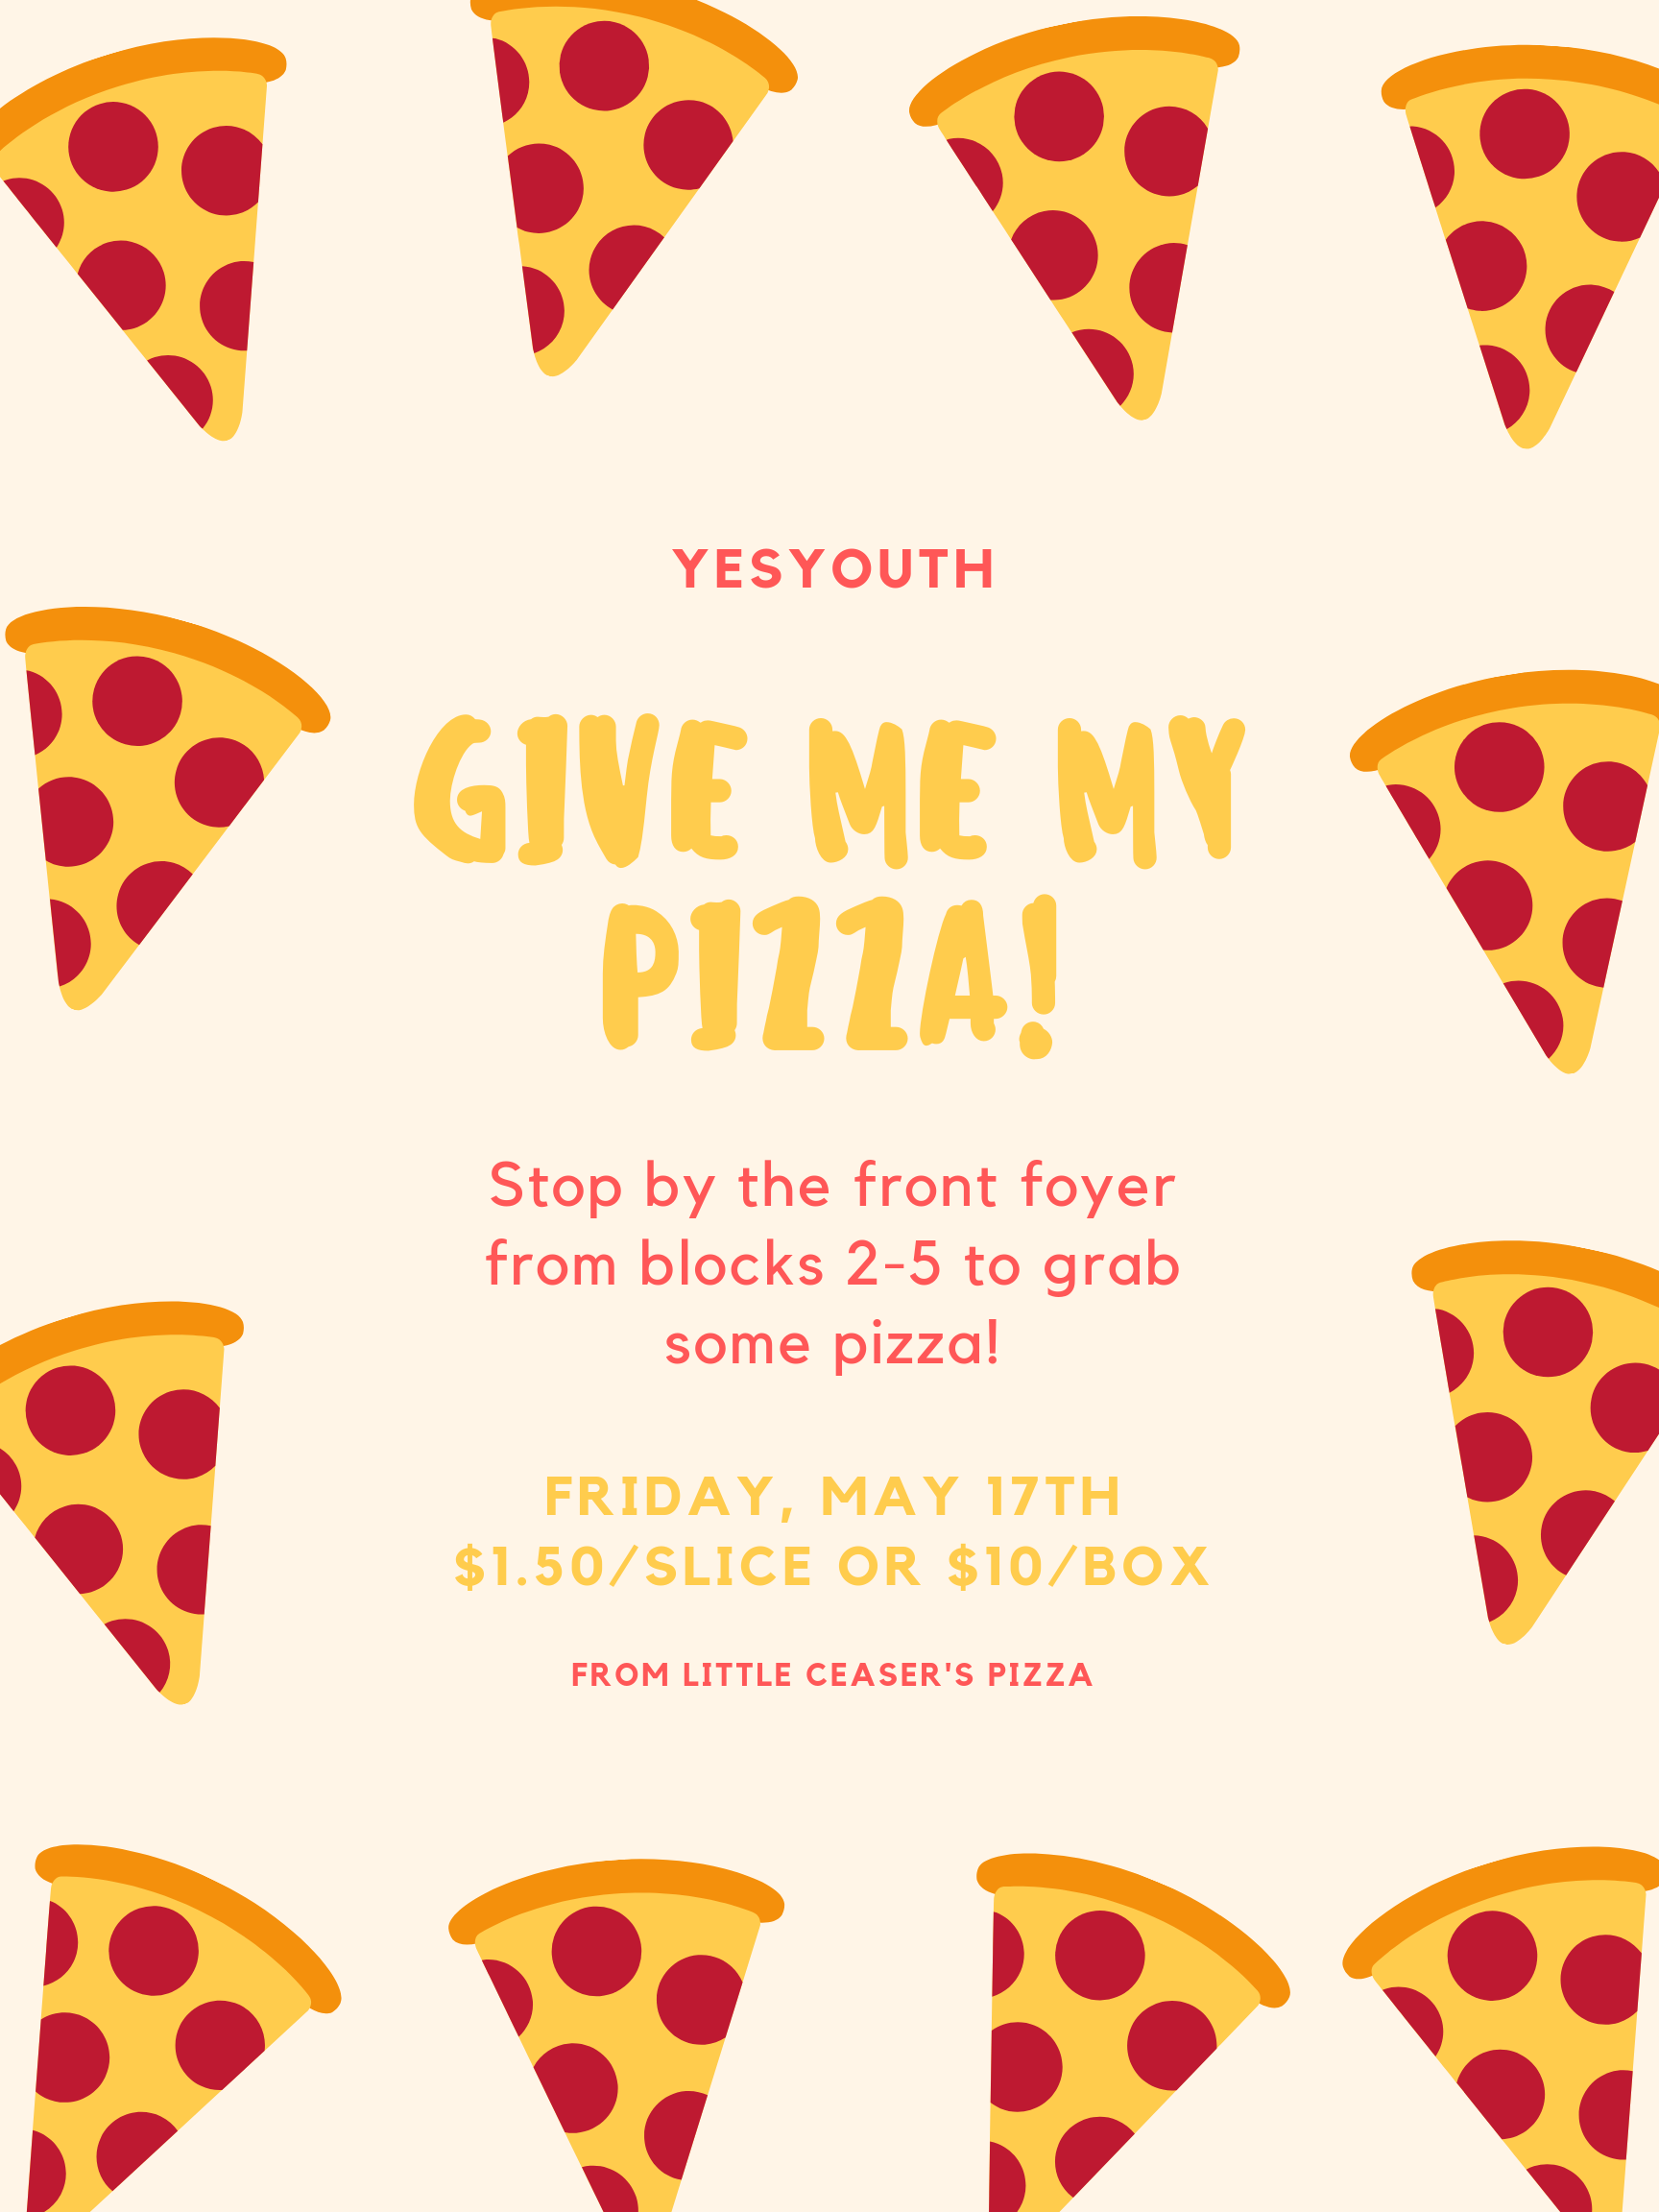 YESYOUTH
GIVE ME MY
PIZZA!
Stop by the front foyer
from blocks 2-5 to grab
some pizza!
FRIDAY, MAY 17TH
$1.50/SLICE OR $10/BOX
FROM LITTLE CEASER'S PIZZA